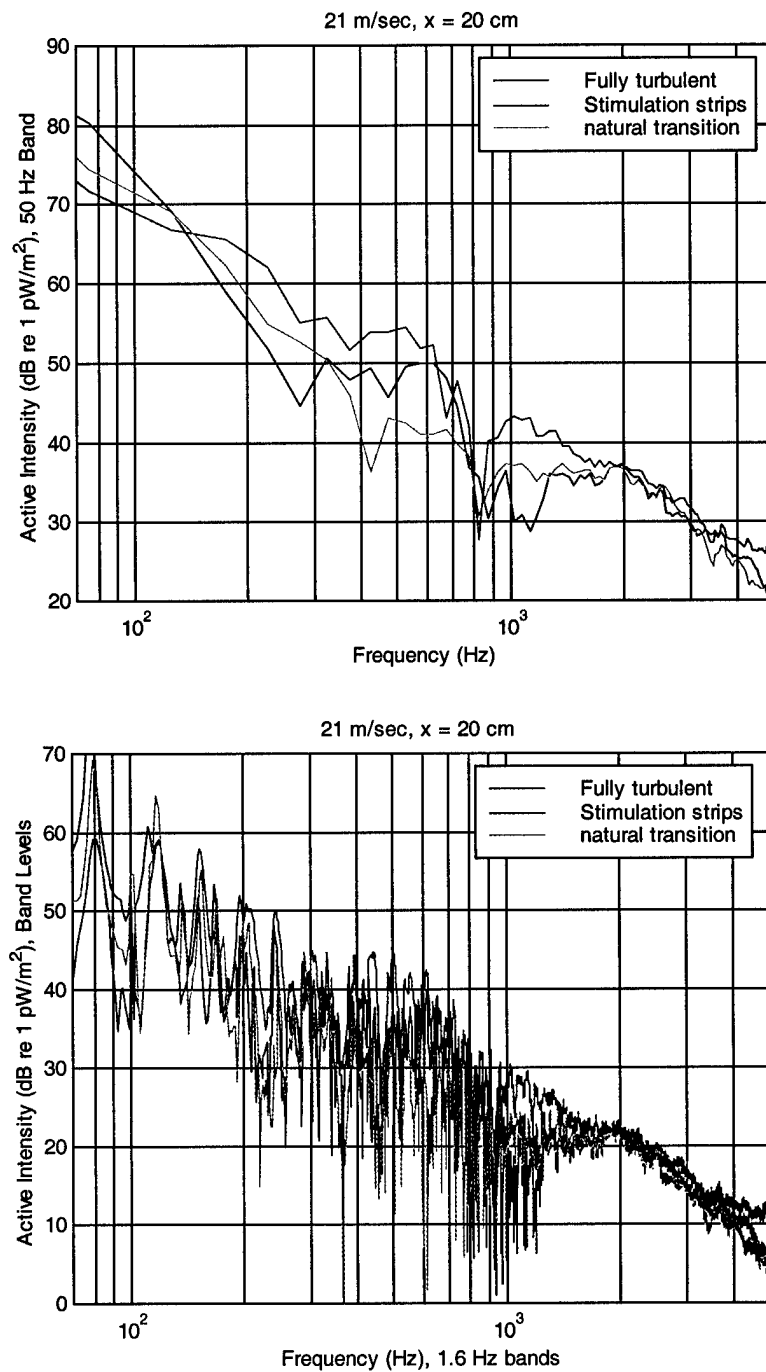 21 m/sec, x = 20 cm
Fully turbulent
Stimulation strips
natural transition
Active Intensity (dB re 1 pW/m²), 50 Hz Band
90
80
70
60
50
40
30
20
10²
10³
Frequency (Hz)
21 m/sec, x = 20 cm
Fully turbulent
Stimulation strips
natural transition
Active Intensity (dB re 1 pW/m²), Band Levels
70
60
50
40
30
20
10
0
10²
10³
Frequency (Hz), 1.6 Hz bands